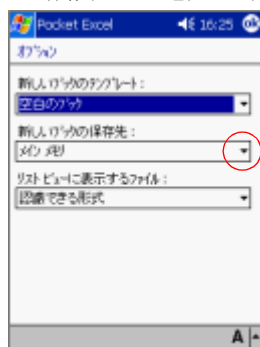 Pocket Excel 16:25 ok
ｵﾌﾟｼｮﾝ
新しいﾌﾞｯｸのﾃﾝﾌﾟﾚｰﾄ：
空白のﾌﾞｯｸ
新しいﾌﾞｯｸの保存先：
ﾒｲﾝ ﾒﾓﾘ
ﾘｽﾄ ﾋﾞｭｰに表示するﾌｧｲﾙ：
認識できる形式
A